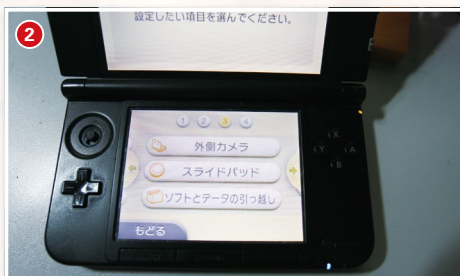 2
設定したい項目を選んでください。
1 2 3 4
外側カメラ
スライドパッド
ソフトとデータの引っ越し
もどる
X
Y A
B